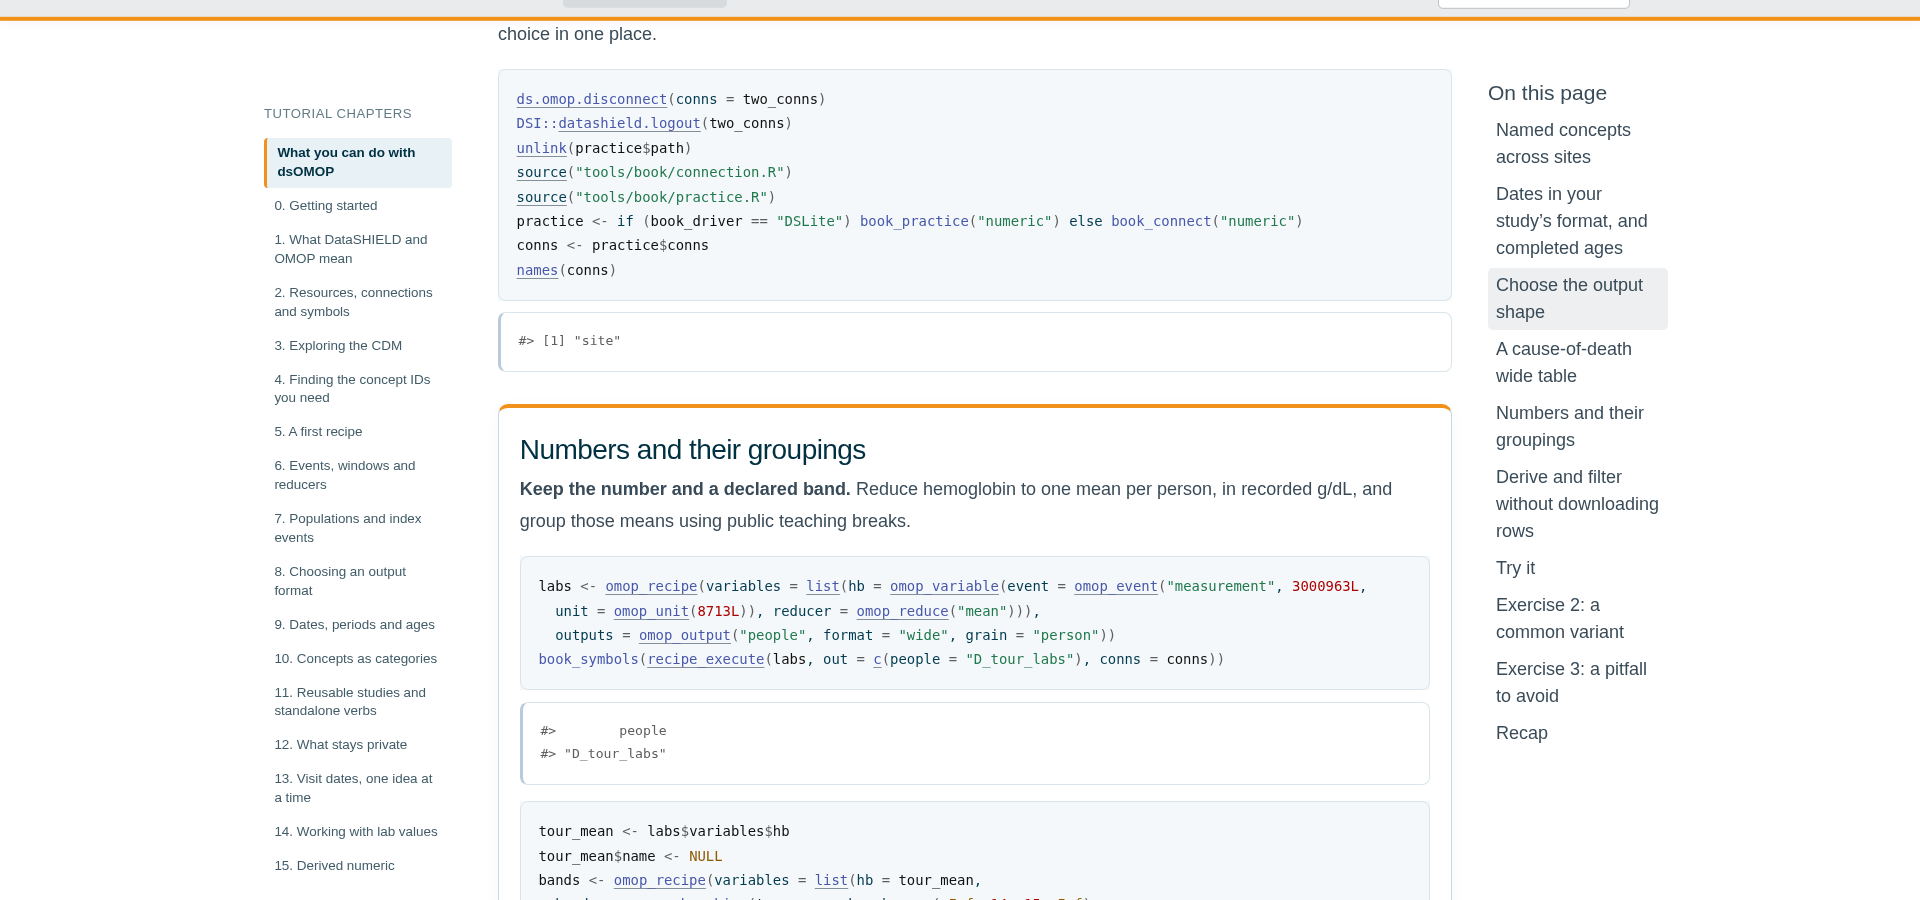 choice in one place.
TUTORIAL CHAPTERS
What you can do with
dsOMOP
0. Getting started
1. What DataSHIELD and
OMOP mean
2. Resources, connections
and symbols
3. Exploring the CDM
4. Finding the concept IDs
you need
5. A first recipe
6. Events, windows and
reducers
7. Populations and index
events
8. Choosing an output
format
9. Dates, periods and ages
10. Concepts as categories
11. Reusable studies and
standalone verbs
12. What stays private
13. Visit dates, one idea at
a time
14. Working with lab values
15. Derived numeric
ds.omop.disconnect(conns = two_conns)
DSI::datashield.logout(two_conns)
unlink(practice$path)
source("tools/book/connection.R")
source("tools/book/practice.R")
practice <- if (book_driver == "DSLite") book_practice("numeric") else book_connect("numeric")
conns <- practice$conns
names(conns)
#> [1] "site"
Numbers and their groupings
Keep the number and a declared band. Reduce hemoglobin to one mean per person, in recorded g/dL, and
group those means using public teaching breaks.
labs <- omop_recipe(variables = list(hb = omop_variable(event = omop_event("measurement", 3000963L,
  unit = omop_unit(8713L)), reducer = omop_reduce("mean"))),
  outputs = omop_output("people", format = "wide", grain = "person"))
book_symbols(recipe_execute(labs, out = c(people = "D_tour_labs"), conns = conns))
#>        people
#> "D_tour_labs"
tour_mean <- labs$variables$hb
tour_mean$name <- NULL
bands <- omop_recipe(variables = list(hb = tour_mean,
On this page
Named concepts
across sites
Dates in your
study’s format, and
completed ages
Choose the output
shape
A cause-of-death
wide table
Numbers and their
groupings
Derive and filter
without downloading
rows
Try it
Exercise 2: a
common variant
Exercise 3: a pitfall
to avoid
Recap